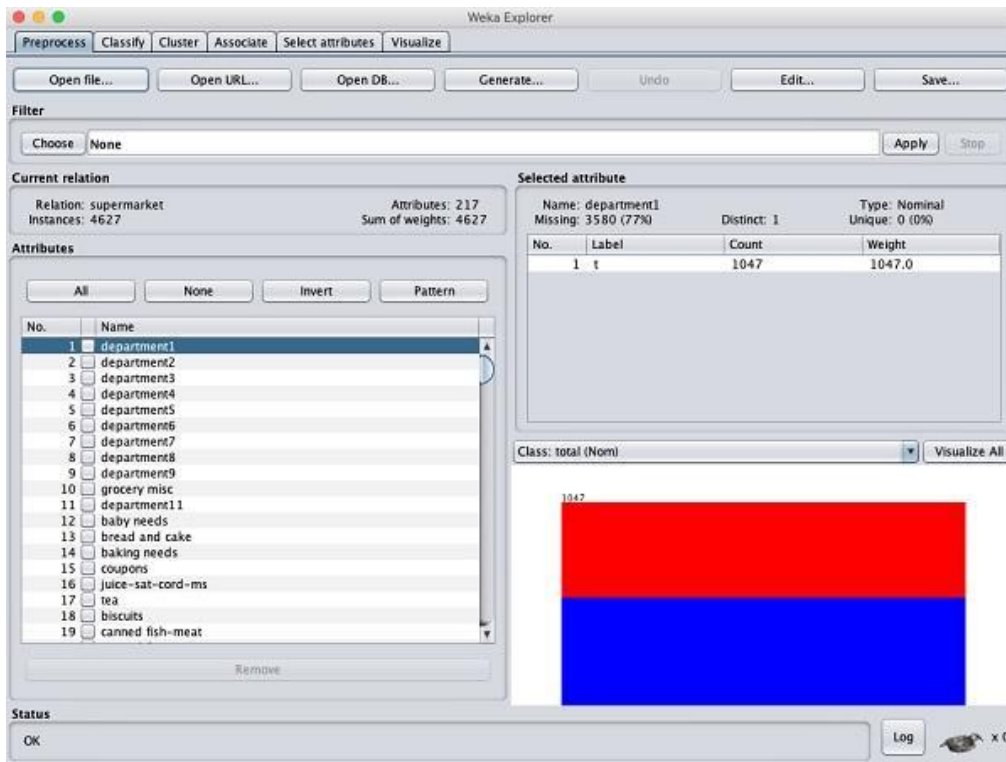 Weka Explorer
Preprocess Classify Cluster Associate Select attributes Visualize
Open file... Open URL... Open DB... Generate... Undo Edit... Save...
Filter
Choose None Apply Stop
Current relation
Relation: supermarket Attributes: 217
Instances: 4627 Sum of weights: 4627
Selected attribute
Name: department1 Type: Nominal
Missing: 3580 (77%) Distinct: 1 Unique: 0 (0%)
No. Label Count Weight
1 t 1047 1047.0
Attributes
All None Invert Pattern
No. Name
1 department1
2 department2
3 department3
4 department4
5 department5
6 department6
7 department7
8 department8
9 department9
10 grocery misc
11 department11
12 baby needs
13 bread and cake
14 baking needs
15 coupons
16 juice-sat-cord-ms
17 tea
18 biscuits
19 canned fish-meat
Remove
Class: total (Nom) Visualize All
1047
Status
OK
Log x